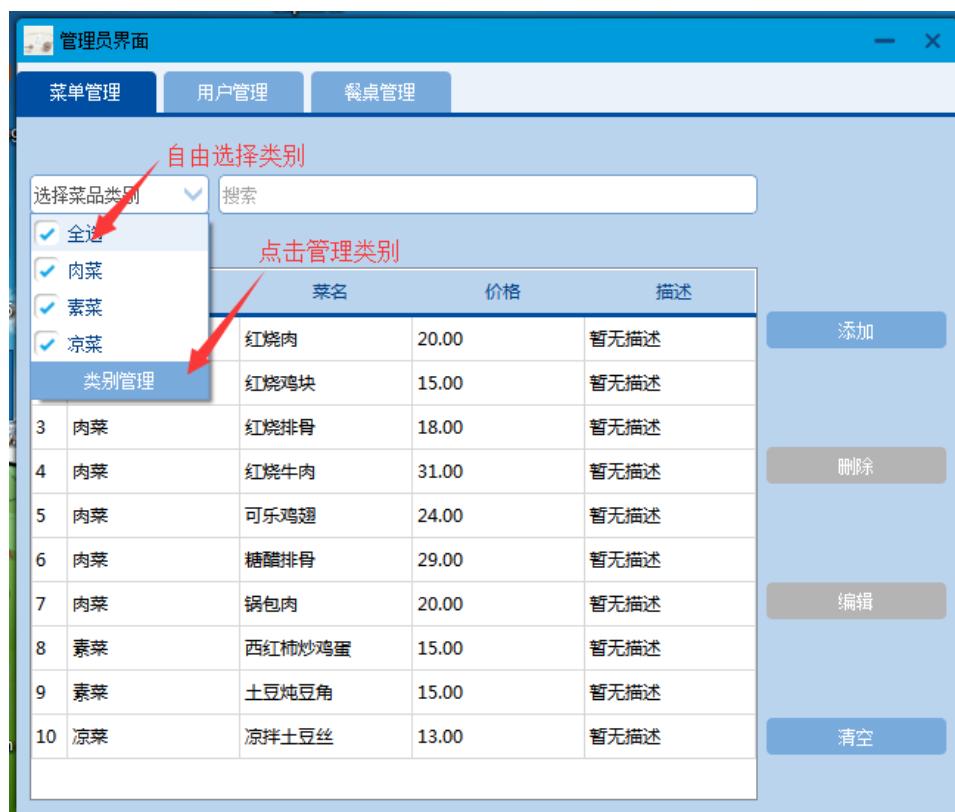 管理员界面
菜单管理 用户管理 餐桌管理
自由选择类别
选择菜品类别 搜索
全选
点击管理类别
肉菜
菜名 价格 描述
素菜
凉菜 红烧肉 20.00 暂无描述 添加
类别管理 红烧鸡块 15.00 暂无描述
3 肉菜 红烧排骨 18.00 暂无描述
4 肉菜 红烧牛肉 31.00 暂无描述 删除
5 肉菜 可乐鸡翅 24.00 暂无描述
6 肉菜 糖醋排骨 29.00 暂无描述
7 肉菜 锅包肉 20.00 暂无描述 编辑
8 素菜 西红柿炒鸡蛋 15.00 暂无描述
9 素菜 土豆炖豆角 15.00 暂无描述
10 凉菜 凉拌土豆丝 13.00 暂无描述 清空